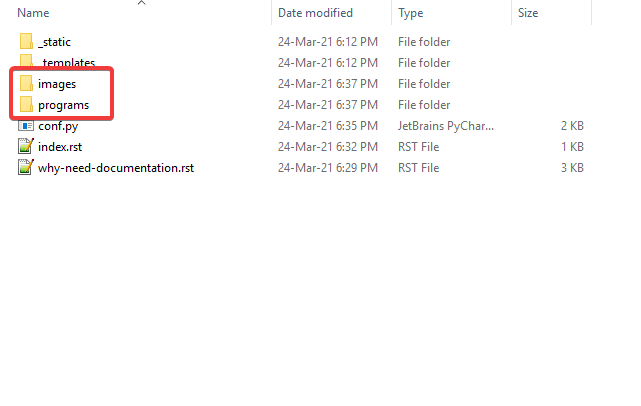 Name Date modified Type Size
_static 24-Mar-21 6:12 PM File folder
_templates 24-Mar-21 6:12 PM File folder
images 24-Mar-21 6:37 PM File folder
programs 24-Mar-21 6:37 PM File folder
conf.py 24-Mar-21 6:35 PM JetBrains PyChar... 2 KB
index.rst 24-Mar-21 6:32 PM RST File 1 KB
why-need-documentation.rst 24-Mar-21 6:29 PM RST File 3 KB